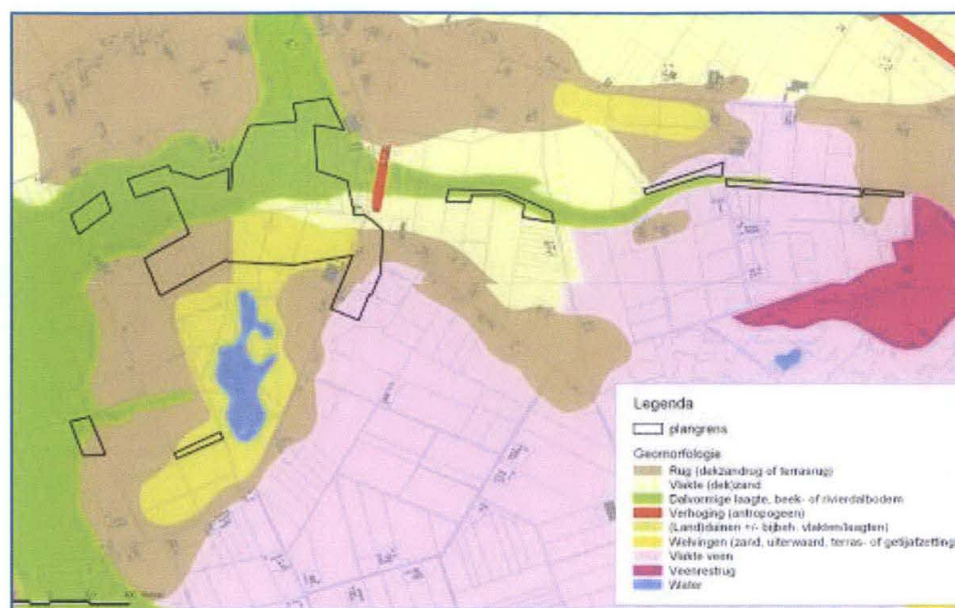 Legenda
plangrens
Geomorfologie
Rug (dekzandrug of terrasrug)
Vlakte (dek)zand
Dalvormige laagte, beek- of rivierdalbodem
Verhoging (antropogeen)
(Land)duinen +/- bijbeh. vlakten/laagten)
Welvingen (zand, uiterwaard, terras- of getijafzetting
Vlakte veen
Veenrestrug
Water